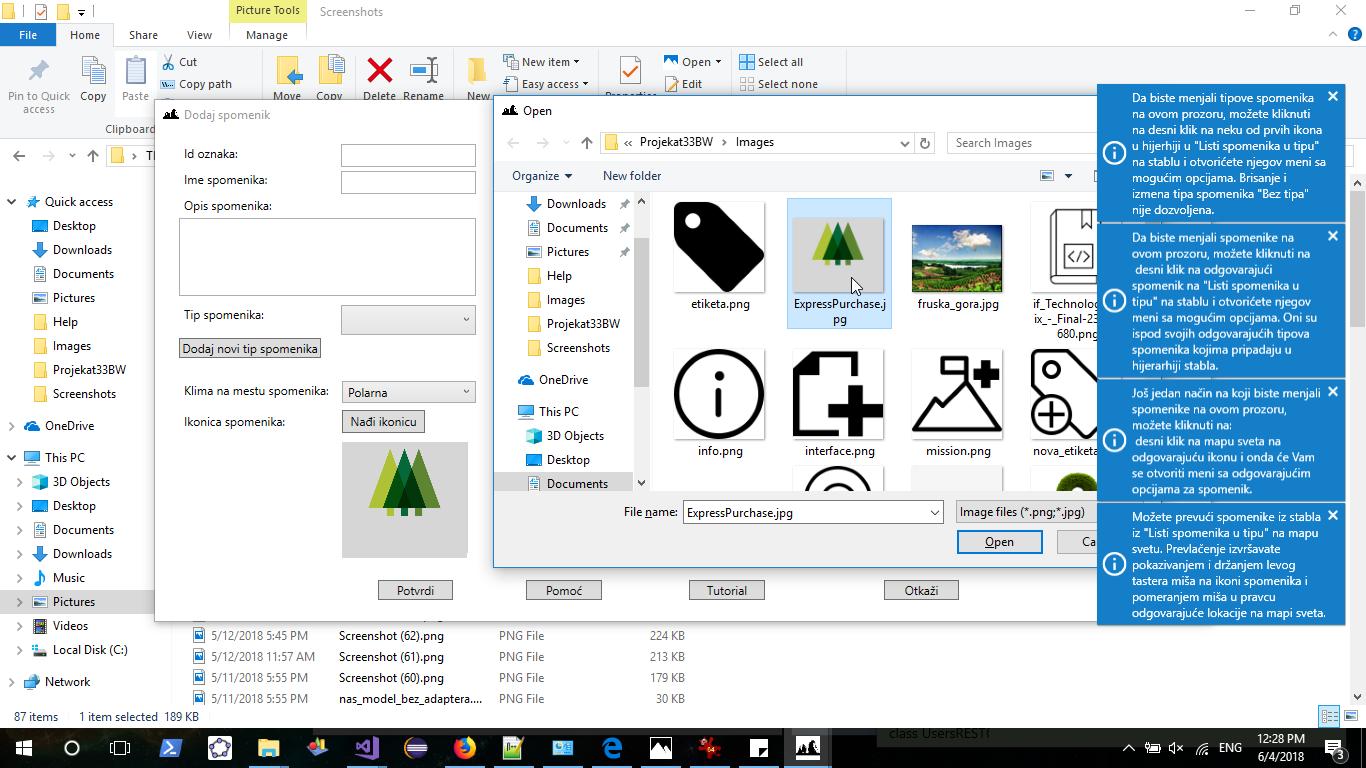 Picture Tools
Screenshots
File
Home
Share
View
Manage
Pin to Quick
access
Copy
Paste
Cut
Copy path
Clipboard
Move
Copy
Delete
Rename
New
New item
Easy access
Open
Edit
Select all
Select none
Quick access
Desktop
Downloads
Documents
Pictures
Help
Images
Projekat33BW
Screenshots
OneDrive
This PC
3D Objects
Desktop
Documents
Downloads
Music
Pictures
Videos
Local Disk (C:)
Network
87 items
1 item selected 189 KB
Dodaj spomenik
Id oznaka:
Ime spomenika:
Opis spomenika:
Tip spomenika:
Dodaj novi tip spomenika
Klima na mestu spomenika:
Polarna
Ikonica spomenika:
Nađi ikonicu
Potvrdi
Pomoć
Tutorial
Otkaži
5/12/2018 5:45 PM Screenshot (62).png PNG File 224 KB
5/12/2018 11:57 AM Screenshot (61).png PNG File 213 KB
5/11/2018 5:55 PM Screenshot (60).png PNG File 179 KB
5/11/2018 5:55 PM nas_model_bez_adaptera.... PNG File 30 KB
Open
« Projekat33BW › Images
Search Images
Organize
New folder
Downloads
Documents
Pictures
Help
Images
Projekat33BW
Screenshots
OneDrive
This PC
3D Objects
Desktop
Documents
etiketa.png
ExpressPurchase.j
pg
fruska_gora.jpg
if_Technolog
ix_-_Final-23
680.png
info.png
interface.png
mission.png
nova_etiketa
File name:
ExpressPurchase.jpg
Image files (*.png;*.jpg)
Open
Ca
Da biste menjali tipove spomenika
na ovom prozoru, možete kliknuti
na desni klik na neku od prvih ikona
u hijerhiji u "Listi spomenika u tipu"
na stablu i otvorićete njegov meni sa
mogućim opcijama. Brisanje i
izmena tipa spomenika "Bez tipa"
nije dozvoljena.
Da biste menjali spomenike na
ovom prozoru, možete kliknuti na
desni klik na odgovarajući
spomenik na "Listi spomenika u
tipu" na stablu i otvorićete njegov
meni sa mogućim opcijama. Oni su
ispod svojih odgovarajućih tipova
spomenika kojima pripadaju u
hijerarhiji stabla.
Još jedan način na koji biste menjali
spomenike na ovom prozoru,
možete kliknuti na:
desni klik na mapu sveta na
odgovarajuću ikonu i onda će Vam
se otvoriti meni sa odgovarajućim
opcijama za spomenik.
Možete prevući spomenike iz stabla
iz "Listi spomenika u tipu" na mapu
svetu. Prevlačenje izvršavate
pokazivanjem i držanjem levog
tastera miša na ikoni spomenika i
pomeranjem miša u pravcu
odgovarajuće lokacije na mapi sveta.
class UsersREST(
ENG
12:28 PM
6/4/2018
3